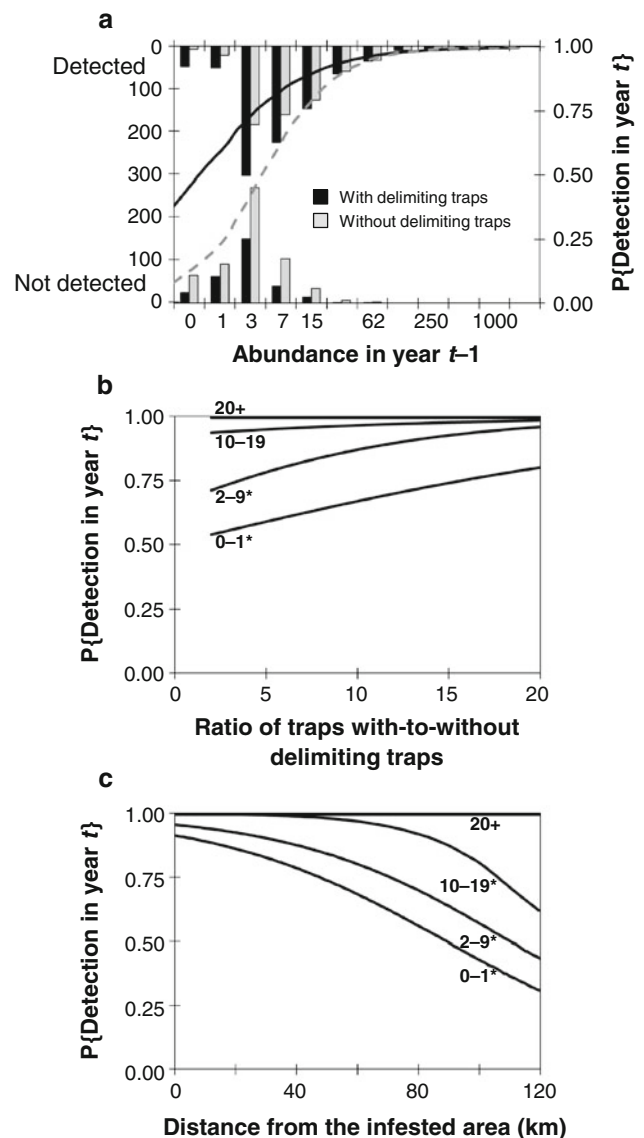 a
Detected
0
100
200
300
200
100
0
Not detected
1.00
0.75
0.50
0.25
0.00
P{Detection in year t}
With delimiting traps
Without delimiting traps
0 1 3 7 15 62 250 1000
Abundance in year t–1
b
1.00
0.75
0.50
0.25
0.00
P{Detection in year t}
20+
10–19
2–9*
0–1*
0 5 10 15 20
Ratio of traps with-to-without
delimiting traps
c
1.00
0.75
0.50
0.25
0.00
P{Detection in year t}
20+
10–19*
2–9*
0–1*
0 40 80 120
Distance from the infested area (km)